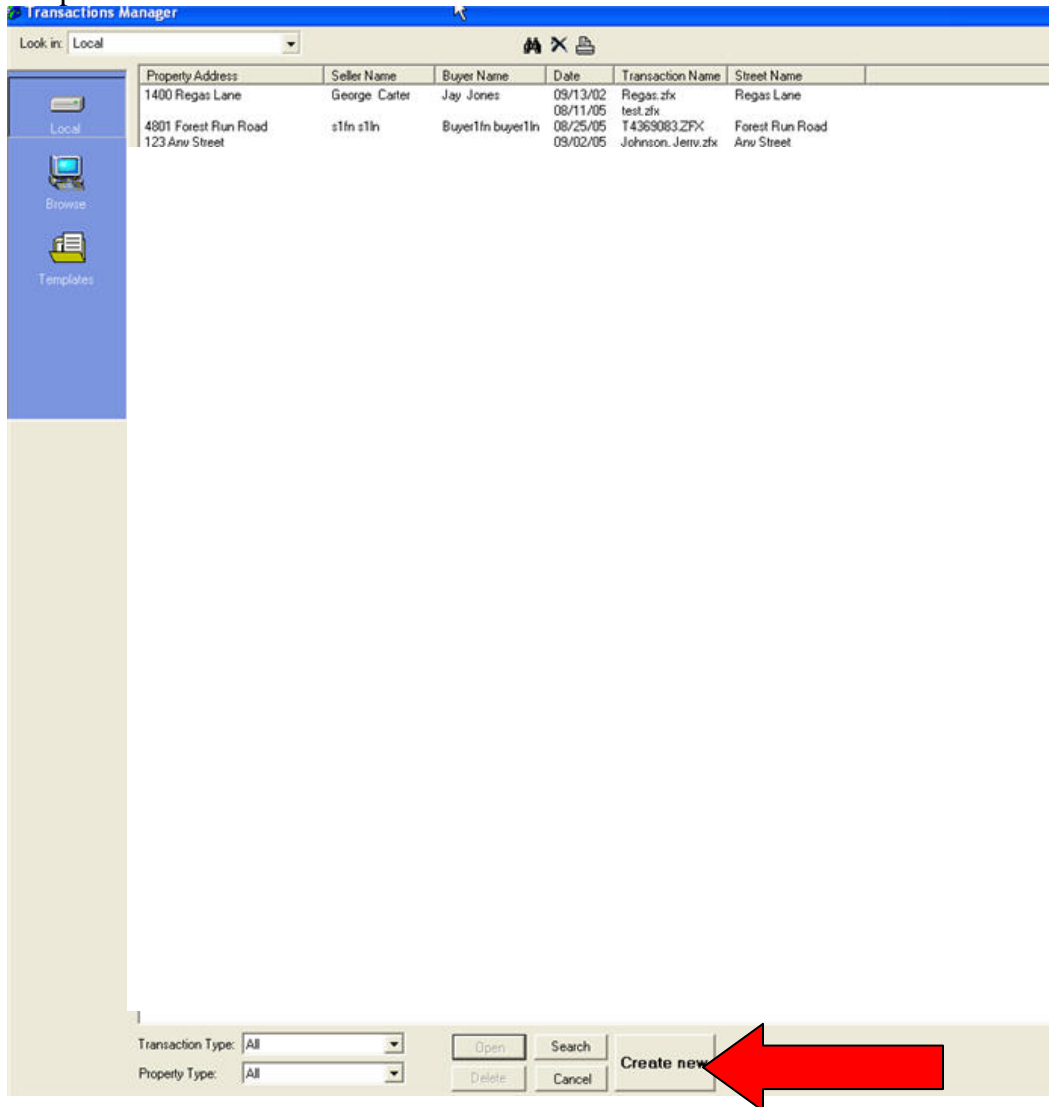 Transactions Manager
Look in: Local
Property Address Seller Name Buyer Name Date Transaction Name Street Name
1400 Regas Lane George Carter Jay Jones 09/13/02 Regas.zfx Regas Lane
08/11/05 test.zfx
4801 Forest Run Road s1fn s1ln Buyer1fn buyer1ln 08/25/05 T4369083.ZFX Forest Run Road
123 Any Street 09/02/05 Johnson, Jerry.zfx Any Street
Local
Browse
Templates
Transaction Type: All Open Search Create new
Property Type: All Delete Cancel